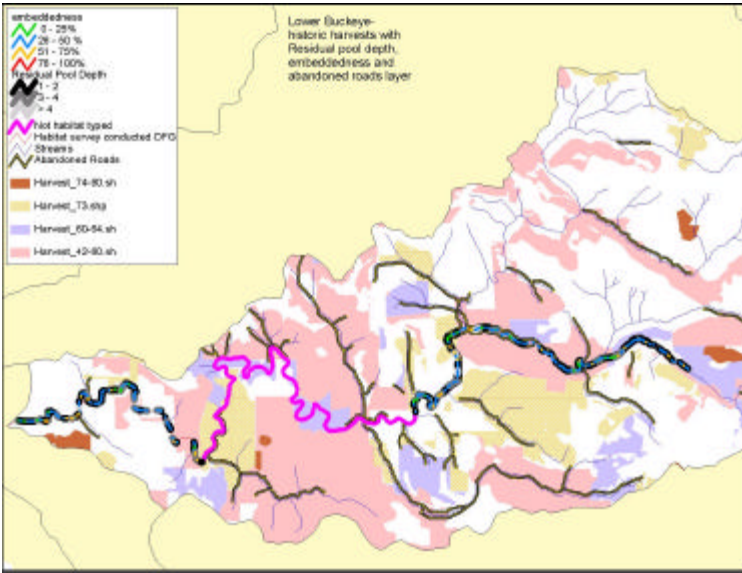 embeddedness
0 - 25%
26 - 50 %
51 - 75%
76 - 100%
Residual Pool Depth
1 - 2
3 - 4
> 4
Not habitat typed
Habitat survey conducted DFG
Streams
Abandoned Roads
Harvest_74-80.sh
Harvest_73.shp
Harvest_60-64.sh
Harvest_42-60.sh
Lower Buckeye-
historic harvests with
Residual pool depth,
embeddedness and
abandoned roads layer